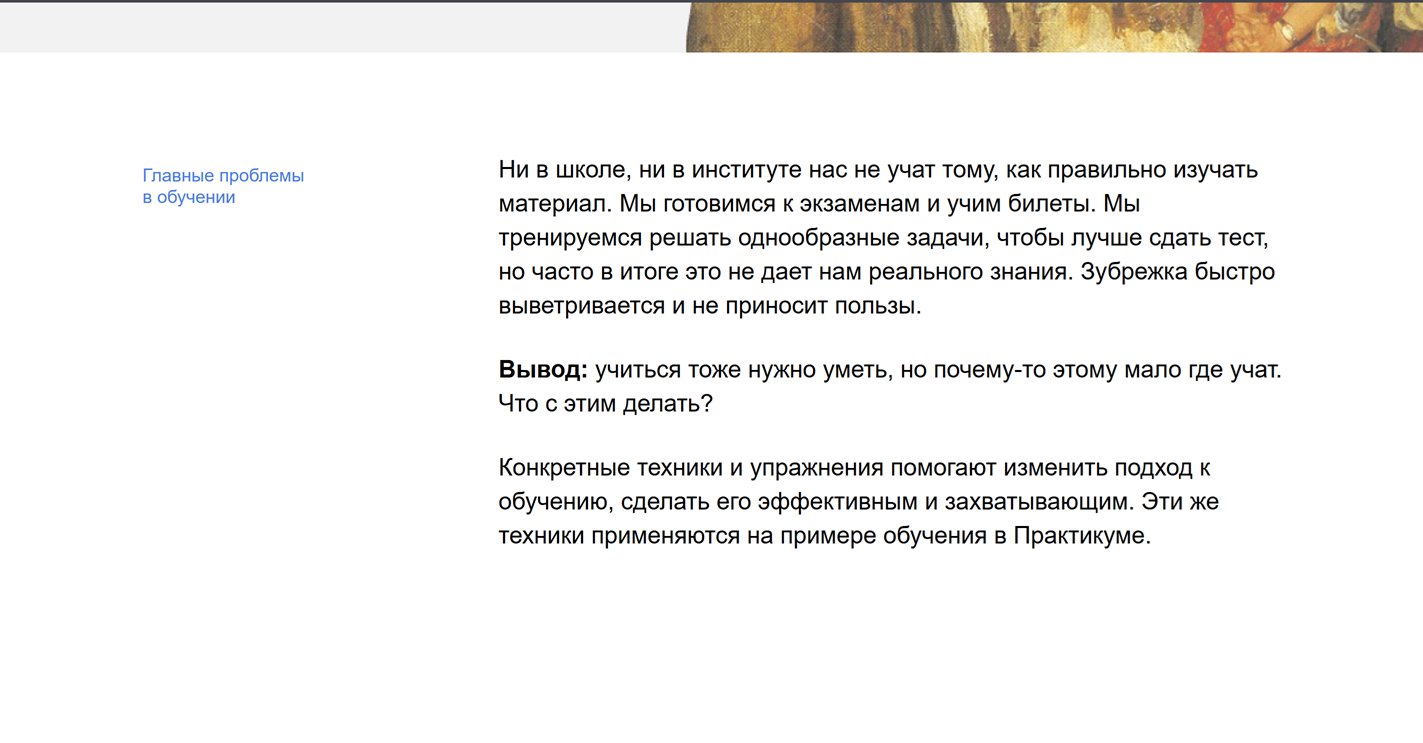 Главные проблемы
в обучении
Ни в школе, ни в институте нас не учат тому, как правильно изучать
материал. Мы готовимся к экзаменам и учим билеты. Мы
тренируемся решать однообразные задачи, чтобы лучше сдать тест,
но часто в итоге это не дает нам реального знания. Зубрежка быстро
выветривается и не приносит пользы.
Вывод: учиться тоже нужно уметь, но почему-то этому мало где учат.
Что с этим делать?
Конкретные техники и упражнения помогают изменить подход к
обучению, сделать его эффективным и захватывающим. Эти же
техники применяются на примере обучения в Практикуме.